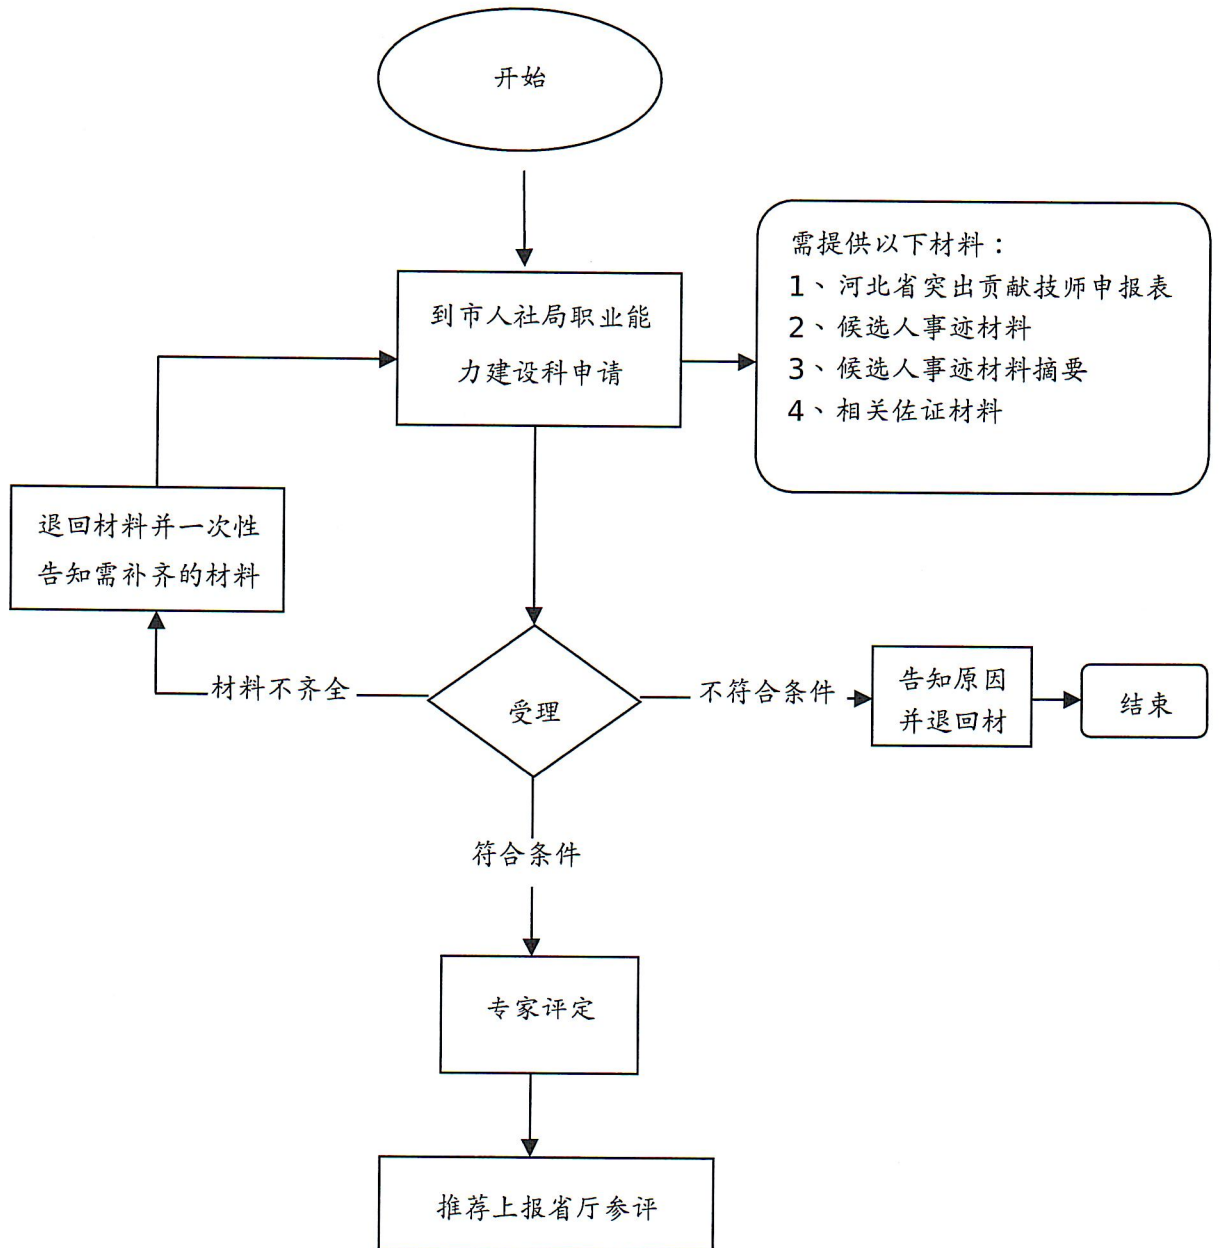 开始
需提供以下材料：
1、河北省突出贡献技师申报表
2、候选人事迹材料
3、候选人事迹材料摘要
4、相关佐证材料
到市人社局职业能
力建设科申请
退回材料并一次性
告知需补齐的材料
材料不齐全
受理
不符合条件
告知原因
并退回材
结束
符合条件
专家评定
推荐上报省厅参评